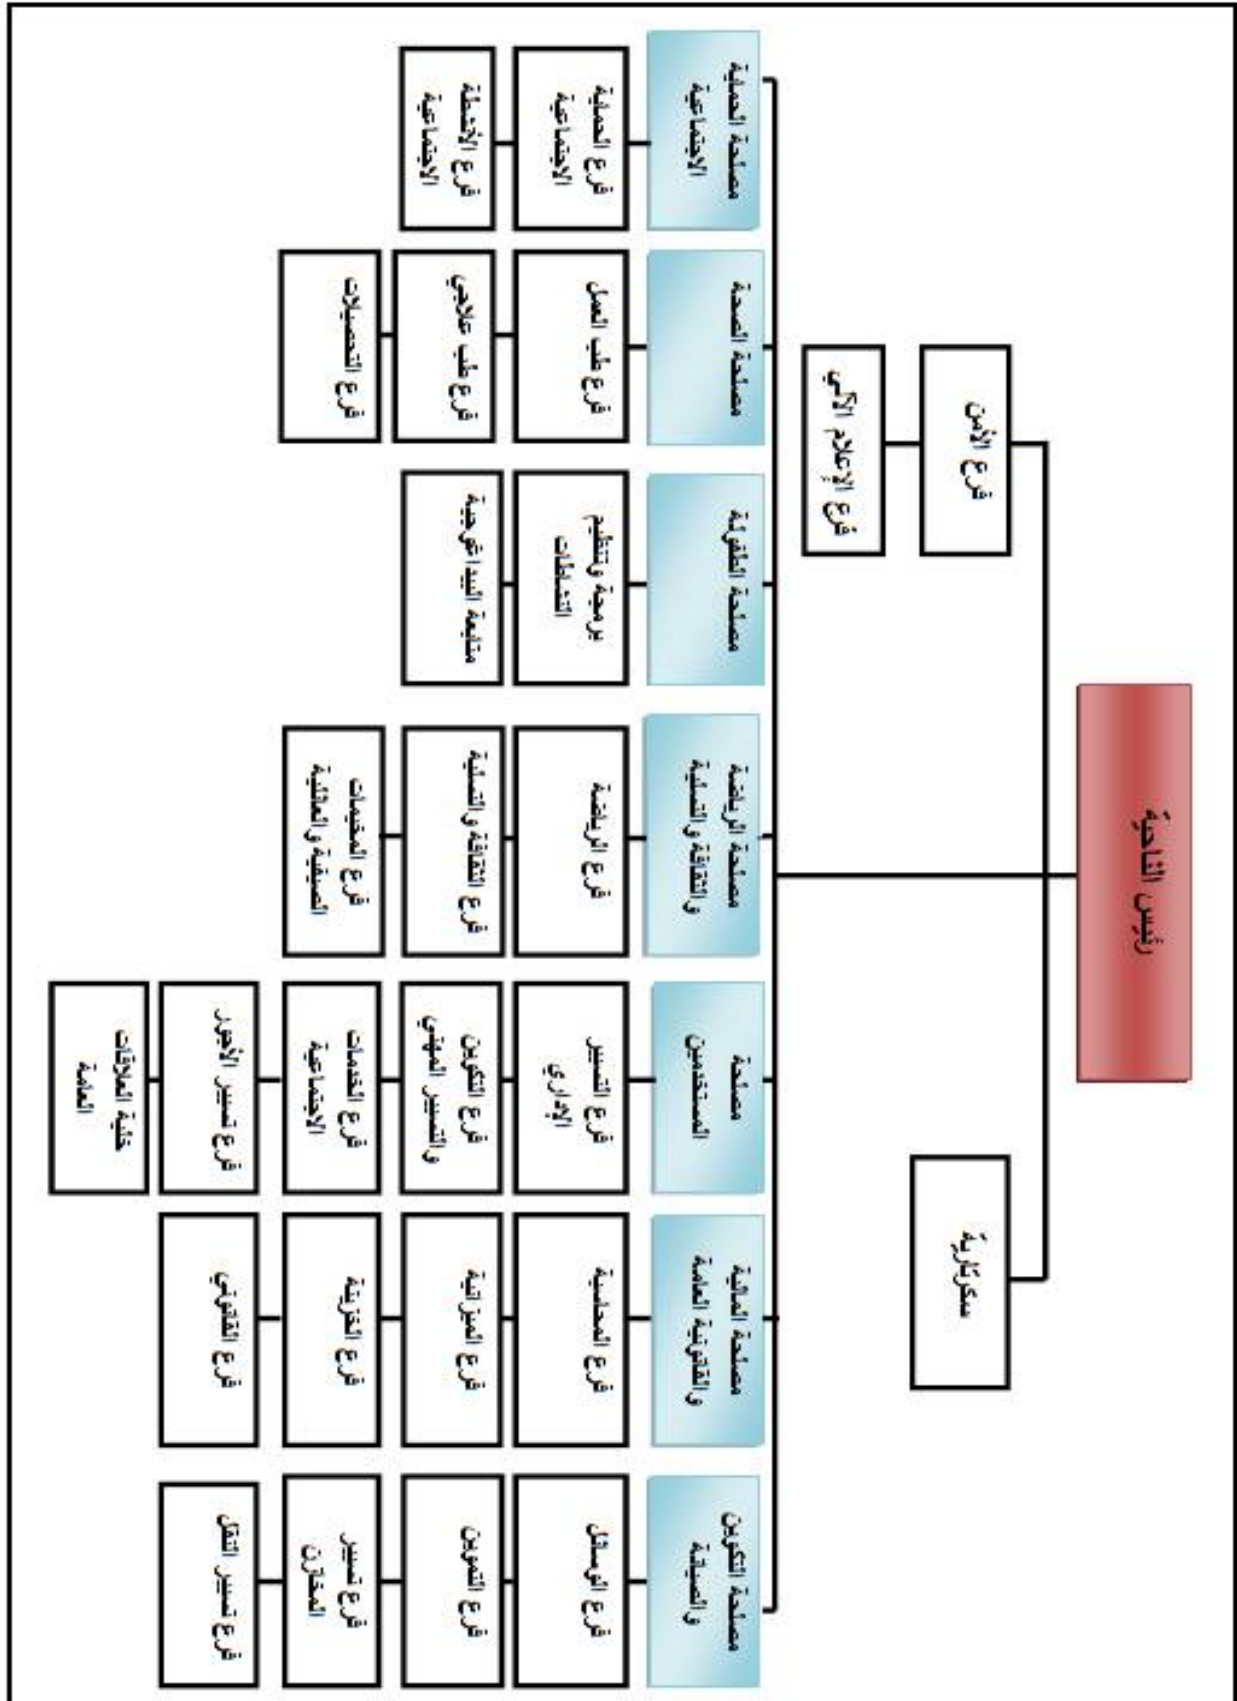 رئيس الناحية
سكرتارية
فرع الأمن
فرع الإعلام الآلي
مصلحة التكوين
والصيانة
فرع الوسائل
فرع التموين
فرع تسيير
المخازن
فرع تسيير النقل
مصلحة المالية
والقانونية العامة
فرع المحاسبة
فرع الميزانية
فرع الخزينة
فرع القانوني
مصلحة
المستخدمين
فرع التسيير
الإداري
فرع التكوين
والتسيير المهني
فرع الخدمات
الاجتماعية
فرع تسيير الأجور
خلية العلاقات
العامة
مصلحة الرياضة
والثقافة والتسلية
فرع الرياضة
فرع الثقافة والتسلية
فرع المخيمات
الصيفية والعائلية
مصلحة الطفولة
برمجة وتنظيم
النشاطات
متابعة البيداغوجية
مصلحة الصحة
فرع طب العمل
فرع طب علاجي
فرع التحصيلات
مصلحة الحماية
الاجتماعية
فرع الحماية
الاجتماعية
فرع الأنشطة
الاجتماعية